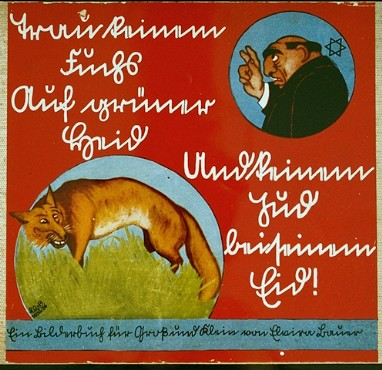 Trau keinem
Fuchs
Auf grüner
Heid
Und keinem
Jud
bei seinem
Eid!
Ein Bilderbuch für Groß und Klein von Elvira Bauer